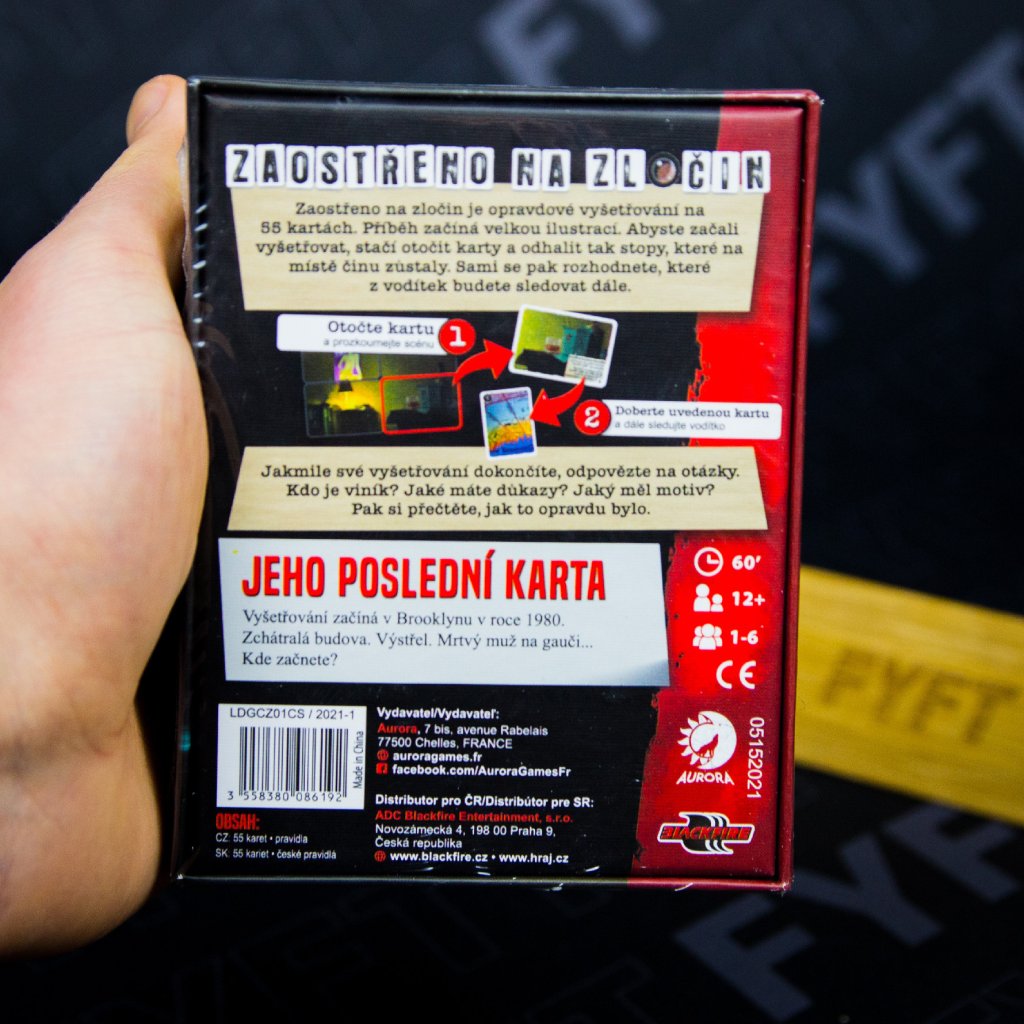 FYFT
FYFT
ZAOSTŘENO NA ZLOČIN
Zaostřeno na zločin je opravdové vyšetřování na
55 kartách. Příběh začíná velkou ilustrací. Abyste začali
vyšetřovat, stačí otočit karty a odhalit tak stopy, které na
místě činu zůstaly. Sami se pak rozhodnete, které
z vodítek budete sledovat dále.
Otočte kartu
a prozkoumejte scénu
1
2
Doberte uvedenou kartu
a dále sledujte vodítko
Jakmile své vyšetřování dokončíte, odpovězte na otázky.
Kdo je viník? Jaké máte důkazy? Jaký měl motiv?
Pak si přečtěte, jak to opravdu bylo.
JEHO POSLEDNÍ KARTA
Vyšetřování začíná v Brooklynu v roce 1980.
Zchátralá budova. Výstřel. Mrtvý muž na gauči...
Kde začnete?
60’
12+
1-6
CE
LDGCZ01CS / 2021-1
Made in China
3 558380 086192
OBSAH:
CZ: 55 karet • pravidla
SK: 55 kariet • české pravidlá
Vydavatel/Vydavateľ:
Aurora, 7 bis, avenue Rabelais
77500 Chelles, FRANCE
auroragames.fr
facebook.com/AuroraGamesFr
Distributor pro ČR/Distribútor pre SR:
ADC Blackfire Entertainment, s.r.o.
Novozámecká 4, 198 00 Praha 9,
Česká republika
www.blackfire.cz • www.hraj.cz
AURORA
05152021
BLACKFIRE
FYFT
FYFT